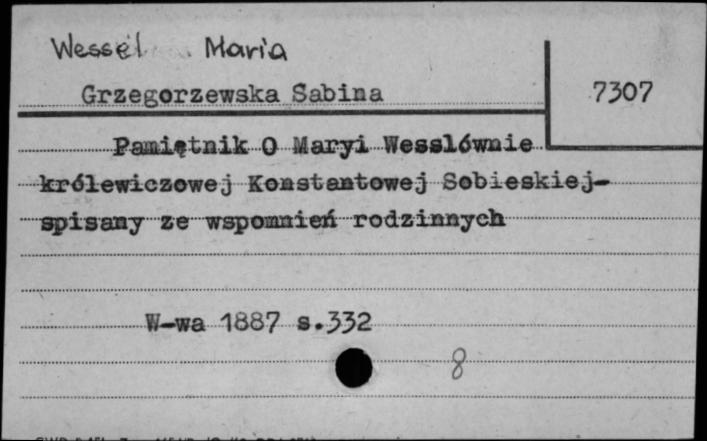 Wessel Maria
Grzegorzewska Sabina
7307
Pamiętnik O Maryi Wesslównie
królewiczowej Konstantowej Sobieskiej-
spisany ze wspomnień rodzinnych
W-wa 1887 s.332
8